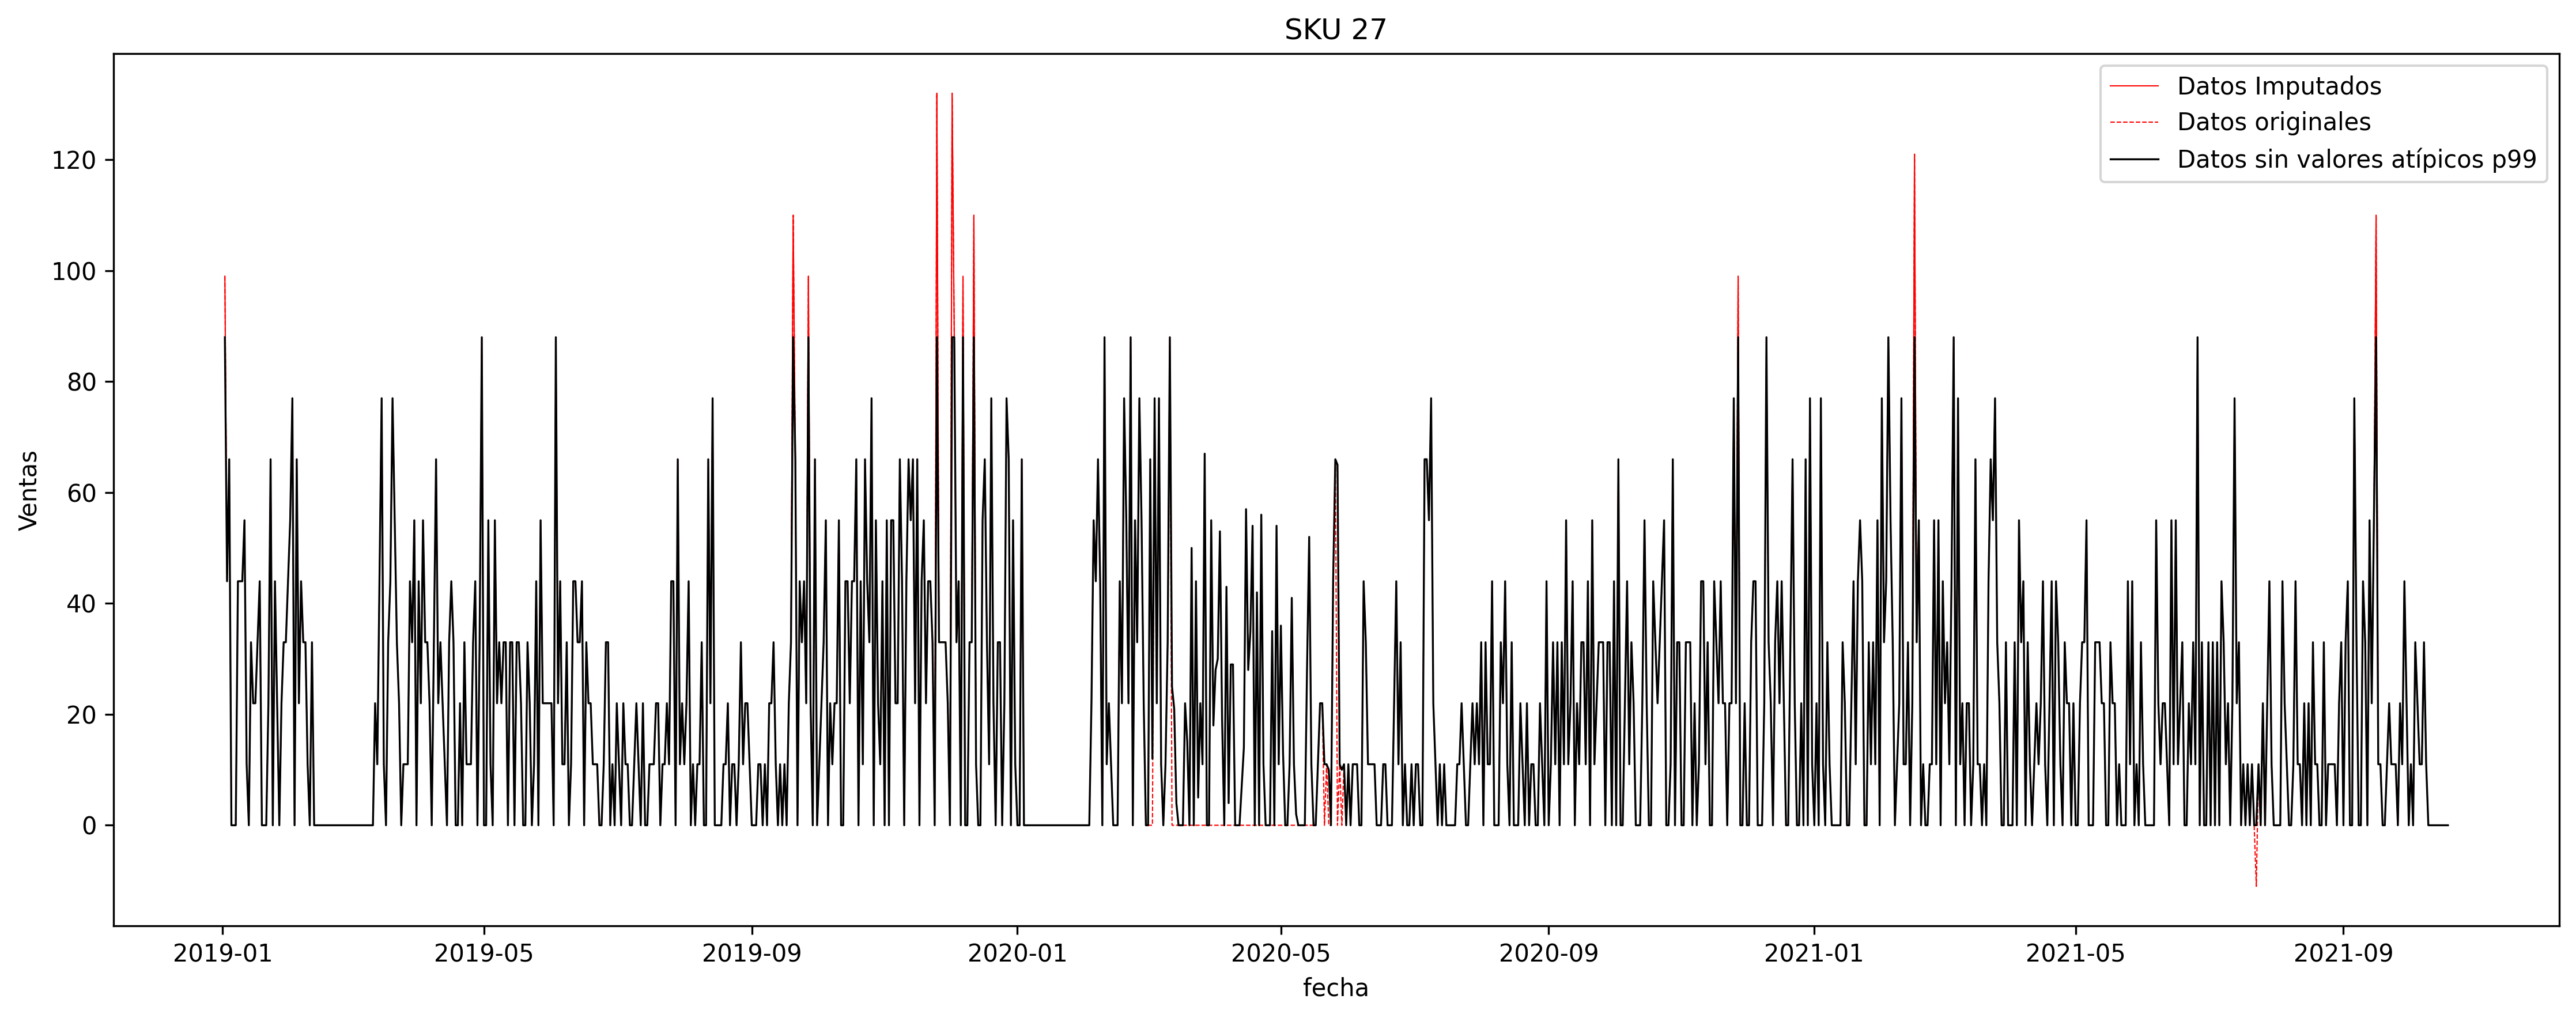 SKU 27
Datos Imputados
Datos originales
Datos sin valores atípicos p99
120
100
80
60
40
20
0
Ventas
2019-01 2019-05 2019-09 2020-01 2020-05 2020-09 2021-01 2021-05 2021-09
fecha